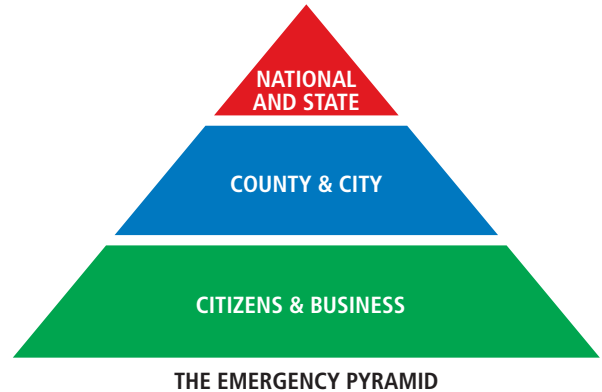 NATIONAL
AND STATE
COUNTY & CITY
CITIZENS & BUSINESS
THE EMERGENCY PYRAMID